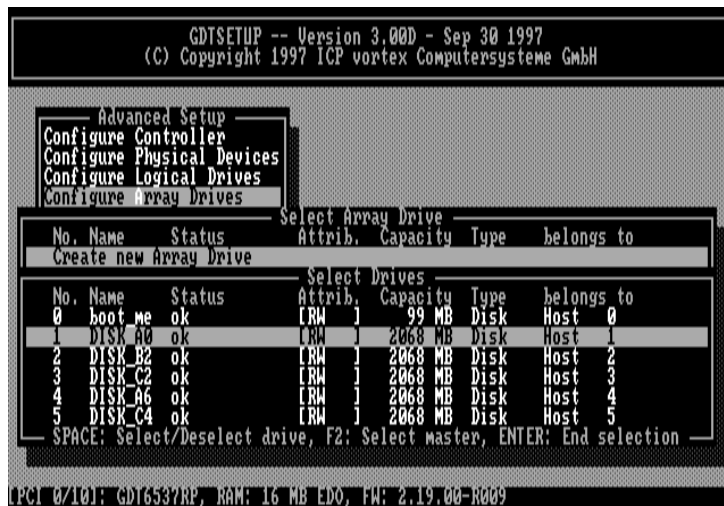 GDTSETUP -- Version 3.00D - Sep 30 1997
(C) Copyright 1997 ICP vortex Computersysteme GmbH
Advanced Setup
Configure Controller
Configure Physical Devices
Configure Logical Drives
Configure Array Drives
Select Array Drive
No. Name Status Attrib. Capacity Type belongs to
Create new Array Drive
Select Drives
No. Name Status Attrib. Capacity Type belongs to
0 boot_me ok [RW ] 99 MB Disk Host 0
1 DISK_A0 ok [RW ] 2068 MB Disk Host 1
2 DISK_B2 ok [RW ] 2068 MB Disk Host 2
3 DISK_C2 ok [RW ] 2068 MB Disk Host 3
4 DISK_A6 ok [RW ] 2068 MB Disk Host 4
5 DISK_C4 ok [RW ] 2068 MB Disk Host 5
SPACE: Select/Deselect drive, F2: Select master, ENTER: End selection
[PCI 0/10]: GDT6537RP, RAM: 16 MB EDO, FW: 2.19.00-R009